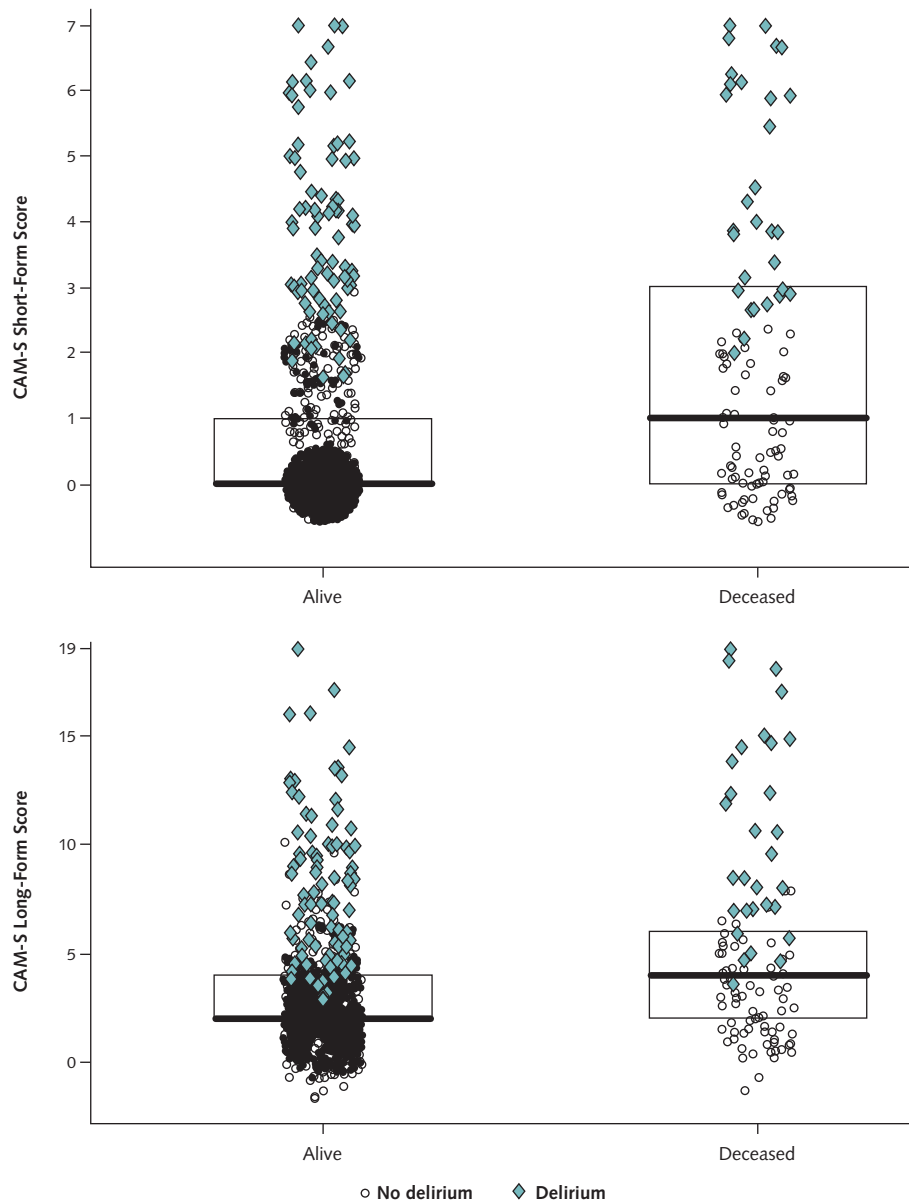 7
6
5
4
3
2
1
0
CAM-S Short-Form Score
Alive
Deceased
19
15
10
5
0
CAM-S Long-Form Score
Alive
Deceased
No delirium
Delirium